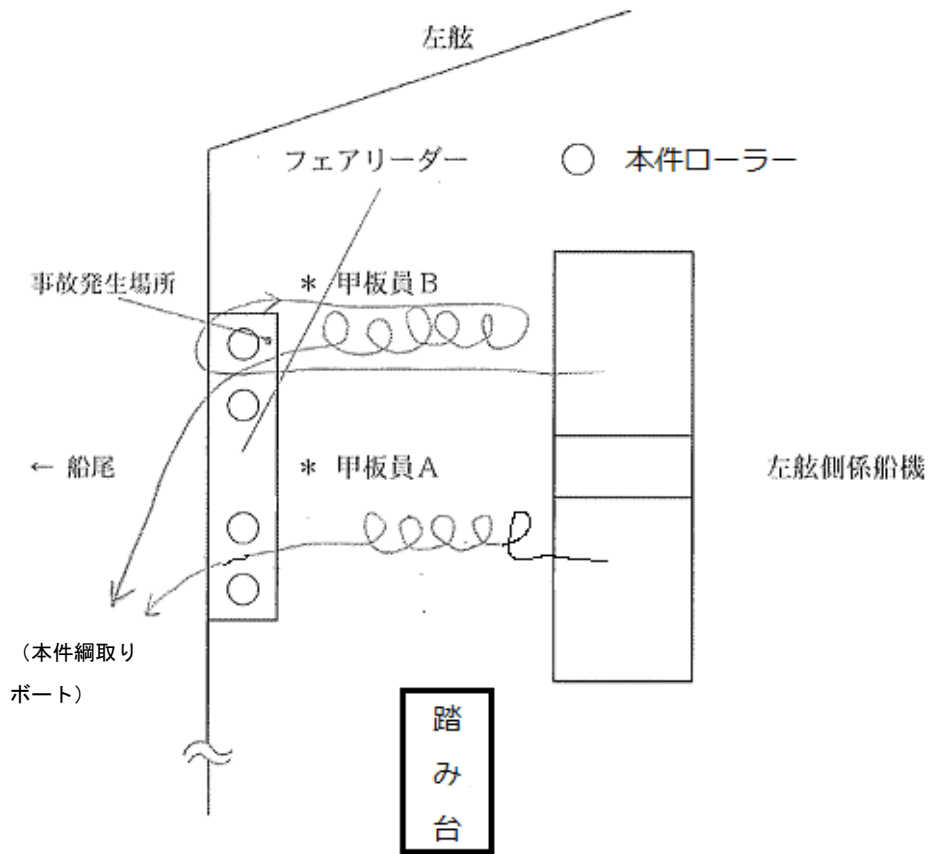 左舷
フェアリーダー
本件ローラー
事故発生場所
* 甲板員B
← 船尾
* 甲板員A
左舷側係船機
（本件綱取り
ボート）
踏
み
台